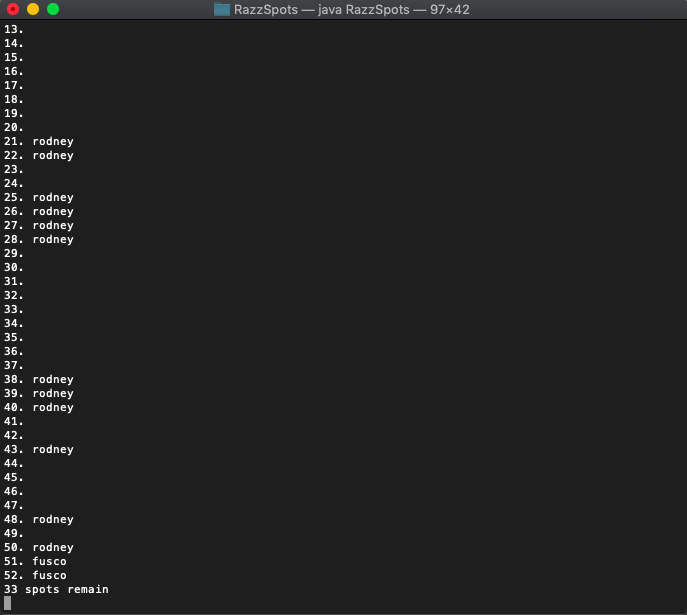 RazzSpots — java RazzSpots — 97×42
13.
14.
15.
16.
17.
18.
19.
20.
21. rodney
22. rodney
23.
24.
25. rodney
26. rodney
27. rodney
28. rodney
29.
30.
31.
32.
33.
34.
35.
36.
37.
38. rodney
39. rodney
40. rodney
41.
42.
43. rodney
44.
45.
46.
47.
48. rodney
49.
50. rodney
51. fusco
52. fusco
33 spots remain